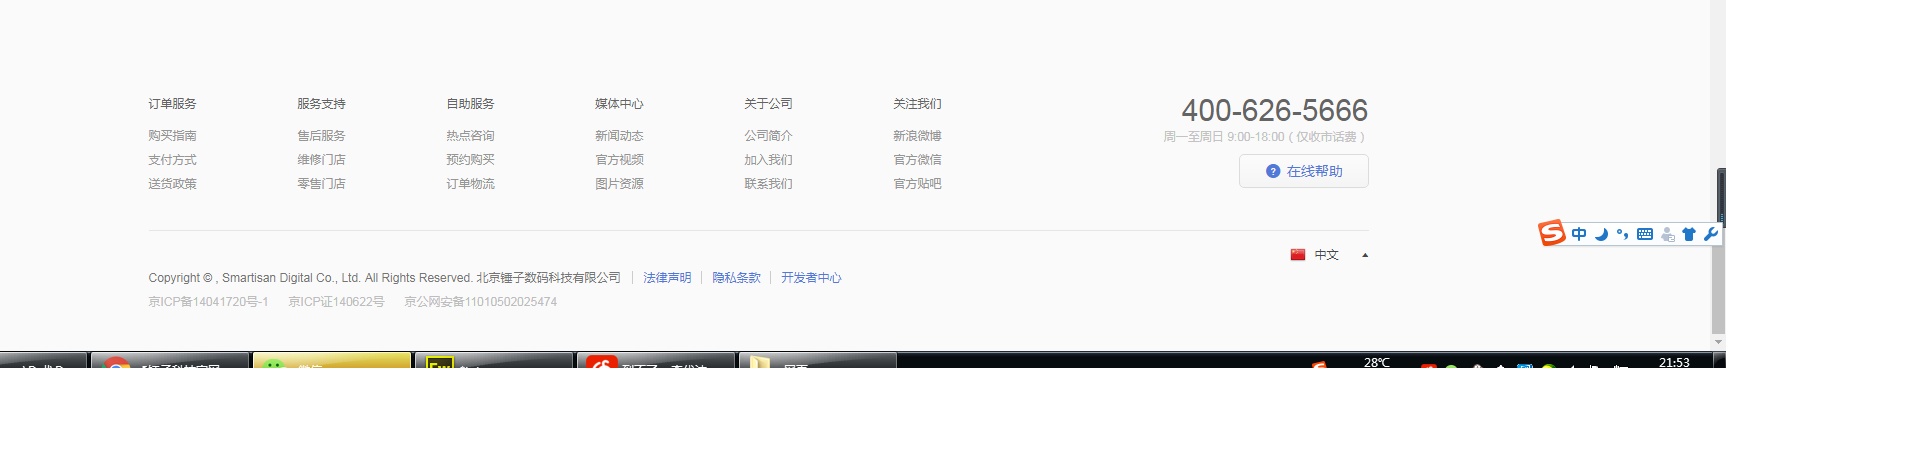 订单服务 服务支持 自助服务 媒体中心 关于公司 关注我们 400-626-5666
购买指南 售后服务 热点咨询 新闻动态 公司简介 新浪微博 周一至周日 9:00-18:00（仅收市话费）
支付方式 维修门店 预约购买 官方视频 加入我们 官方微信
送货政策 零售门店 订单物流 图片资源 联系我们 官方贴吧 ? 在线帮助
中
中文
Copyright © , Smartisan Digital Co., Ltd. All Rights Reserved. 北京锤子数码科技有限公司 法律声明 隐私条款 开发者中心
京ICP备14041720号-1 京ICP证140622号 京公网安备11010502025474
28℃ 21:53